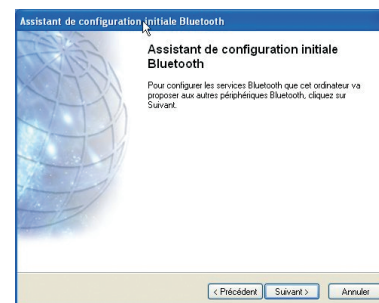 Assistant de configuration initiale Bluetooth
Assistant de configuration initiale
Bluetooth
Pour configurer les services Bluetooth que cet ordinateur va
proposer aux autres périphériques Bluetooth, cliquez sur
Suivant.
< Précédent
Suivant >
Annuler